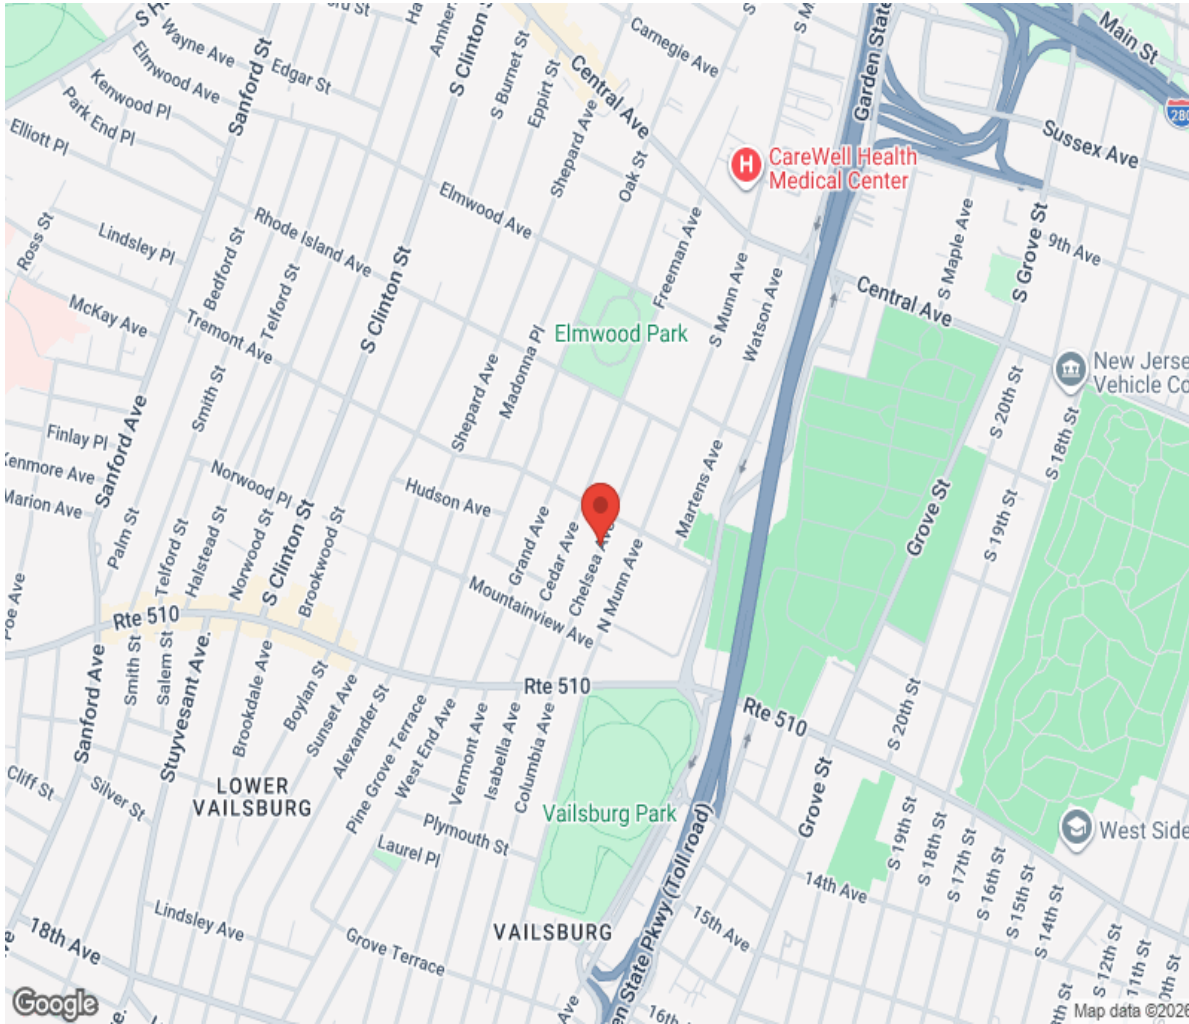 S Clinton St
Central Ave
Carnegie Ave
Main St
Wayne Ave
Elmwood Ave
Edgar St
Sanford St
S Burnet St
Eppirt St
Shepard Ave
Oak St
Garden State
280
Sussex Ave
Kenwood Pl
Park End Pl
Elliott Pl
CareWell Health
Medical Center
H
Elmwood Ave
Rhode Island Ave
Ross St
Lindsley Pl
Bedford St
Telford St
S Clinton St
Freeman Ave
S Munn Ave
Watson Ave
S Maple Ave
S Grove St
9th Ave
Central Ave
McKay Ave
Tremont Ave
Elmwood Park
Madonna Pl
Shepard Ave
Smith St
New Jerse
Vehicle Co
S 20th St
S 18th St
Sanford Ave
Finlay Pl
Kenmore Ave
Marion Ave
Norwood Pl
Hudson Ave
Martens Ave
Grove St
S 19th St
Palm St
Telford St
Halstead St
Norwood St
S Clinton St
Brookwood St
Grand Ave
Cedar Ave
Chelsea Ave
N Munn Ave
Mountainview Ave
Poe Ave
Rte 510
Rte 510
Rte 510
Sanford Ave
Smith St
Salem St
Stuyvesant Ave.
Brookdale Ave
Boylan St
Sunset Ave
Alexander St
Pine Grove Terrace
West End Ave
Vermont Ave
Isabella Ave
Columbia Ave
S 20th St
Grove St
Cliff St
Silver St
LOWER
VAILSBURG
Plymouth St
Laurel Pl
Vailsburg Park
S 19th St
S 18th St
S 17th St
S 16th St
S 15th St
S 14th St
S 12th St
West Side
14th Ave
15th Ave
16th
Lindsley Ave
18th Ave
Grove Terrace
VAILSBURG
en State Pkwy (Toll road)
Ave
11th St
Google
Map data ©2026